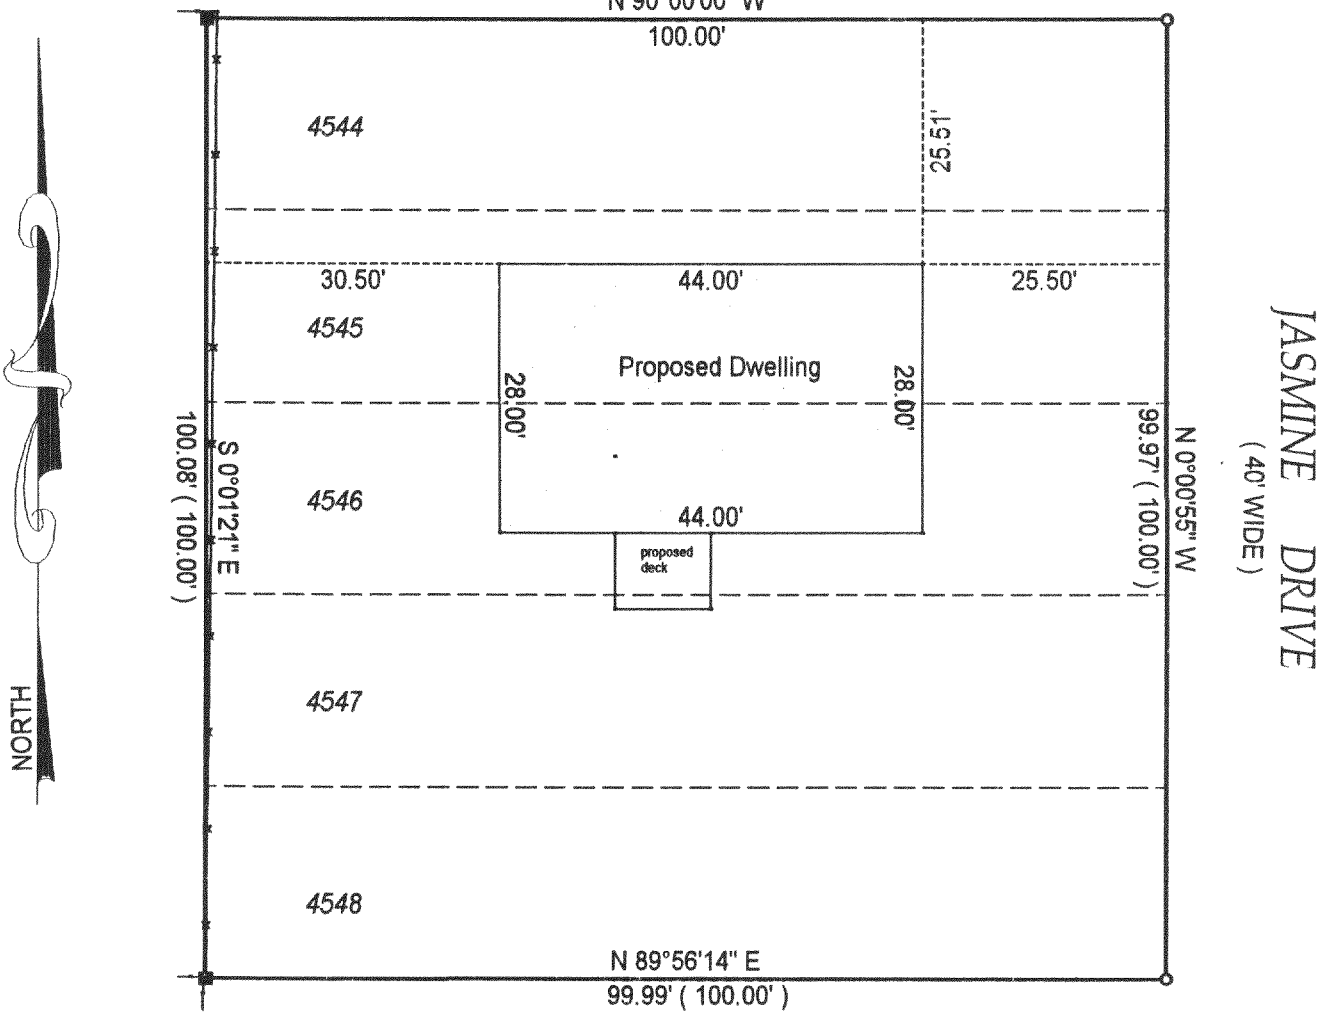 100.00'
4544
25.51'
30.50'
44.00'
25.50'
4545
Proposed Dwelling
28.00'
28.00'
JASMINE DRIVE
( 40' WIDE )
N 0°00'55" W
99.97' ( 100.00' )
S 0°01'21" E
100.08' ( 100.00' )
4546
44.00'
proposed
deck
4547
NORTH
4548
N 89°56'14" E
99.99' ( 100.00' )